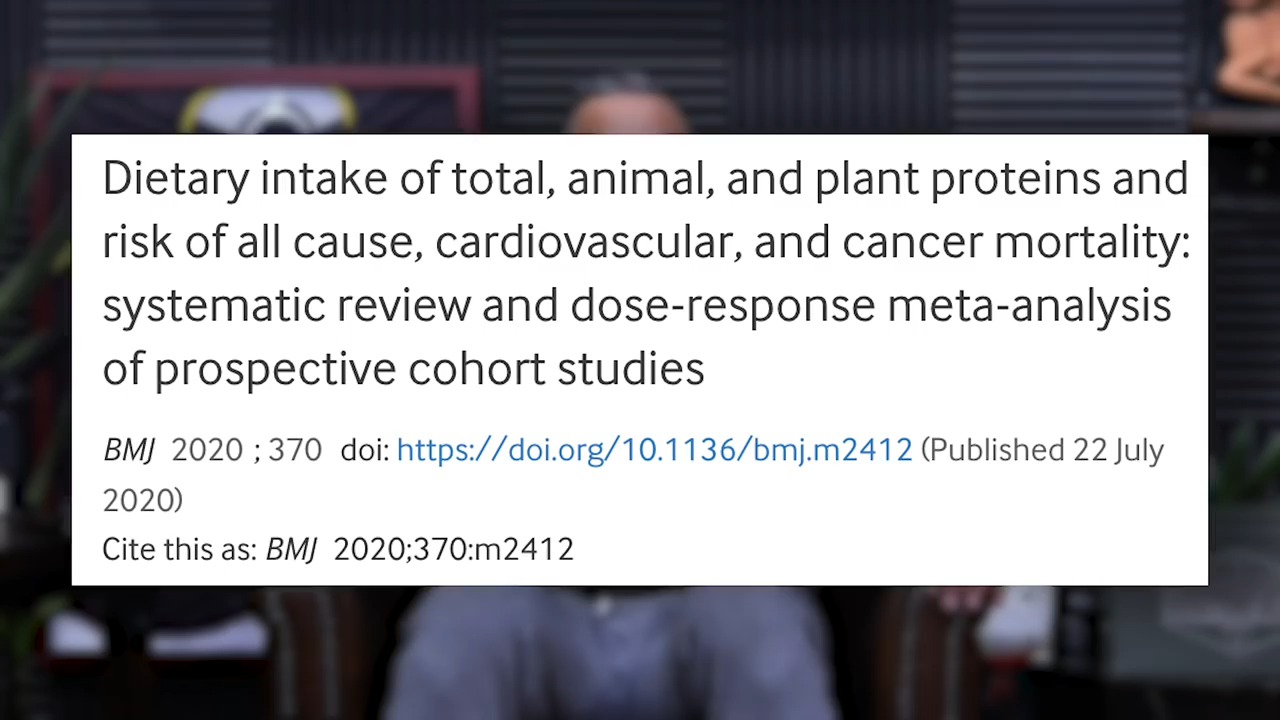 Dietary intake of total, animal, and plant proteins and
risk of all cause, cardiovascular, and cancer mortality:
systematic review and dose-response meta-analysis
of prospective cohort studies
BMJ 2020 ; 370 doi: https://doi.org/10.1136/bmj.m2412 (Published 22 July
2020)
Cite this as: BMJ 2020;370:m2412